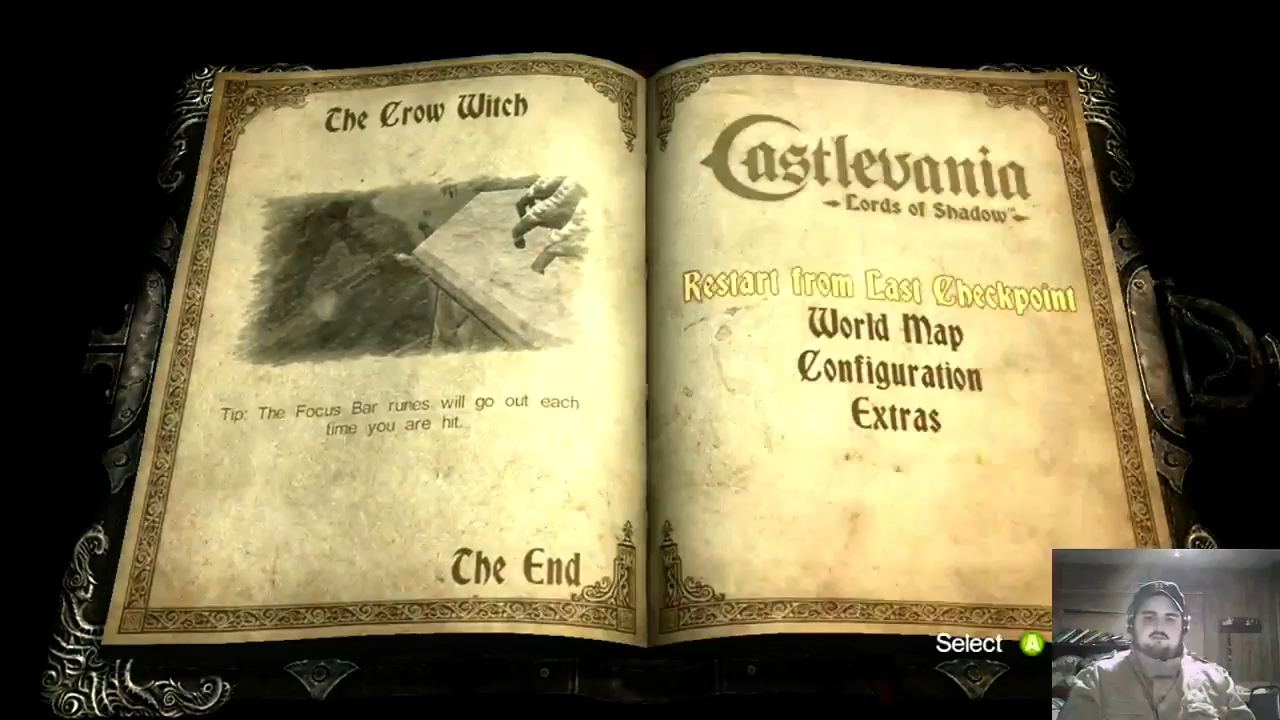 The Crow Witch
Tip: The Focus Bar runes will go out each
time you are hit.
The End
Castlevania
Lords of Shadow™
Restart from Last Checkpoint
World Map
Configuration
Extras
Select A